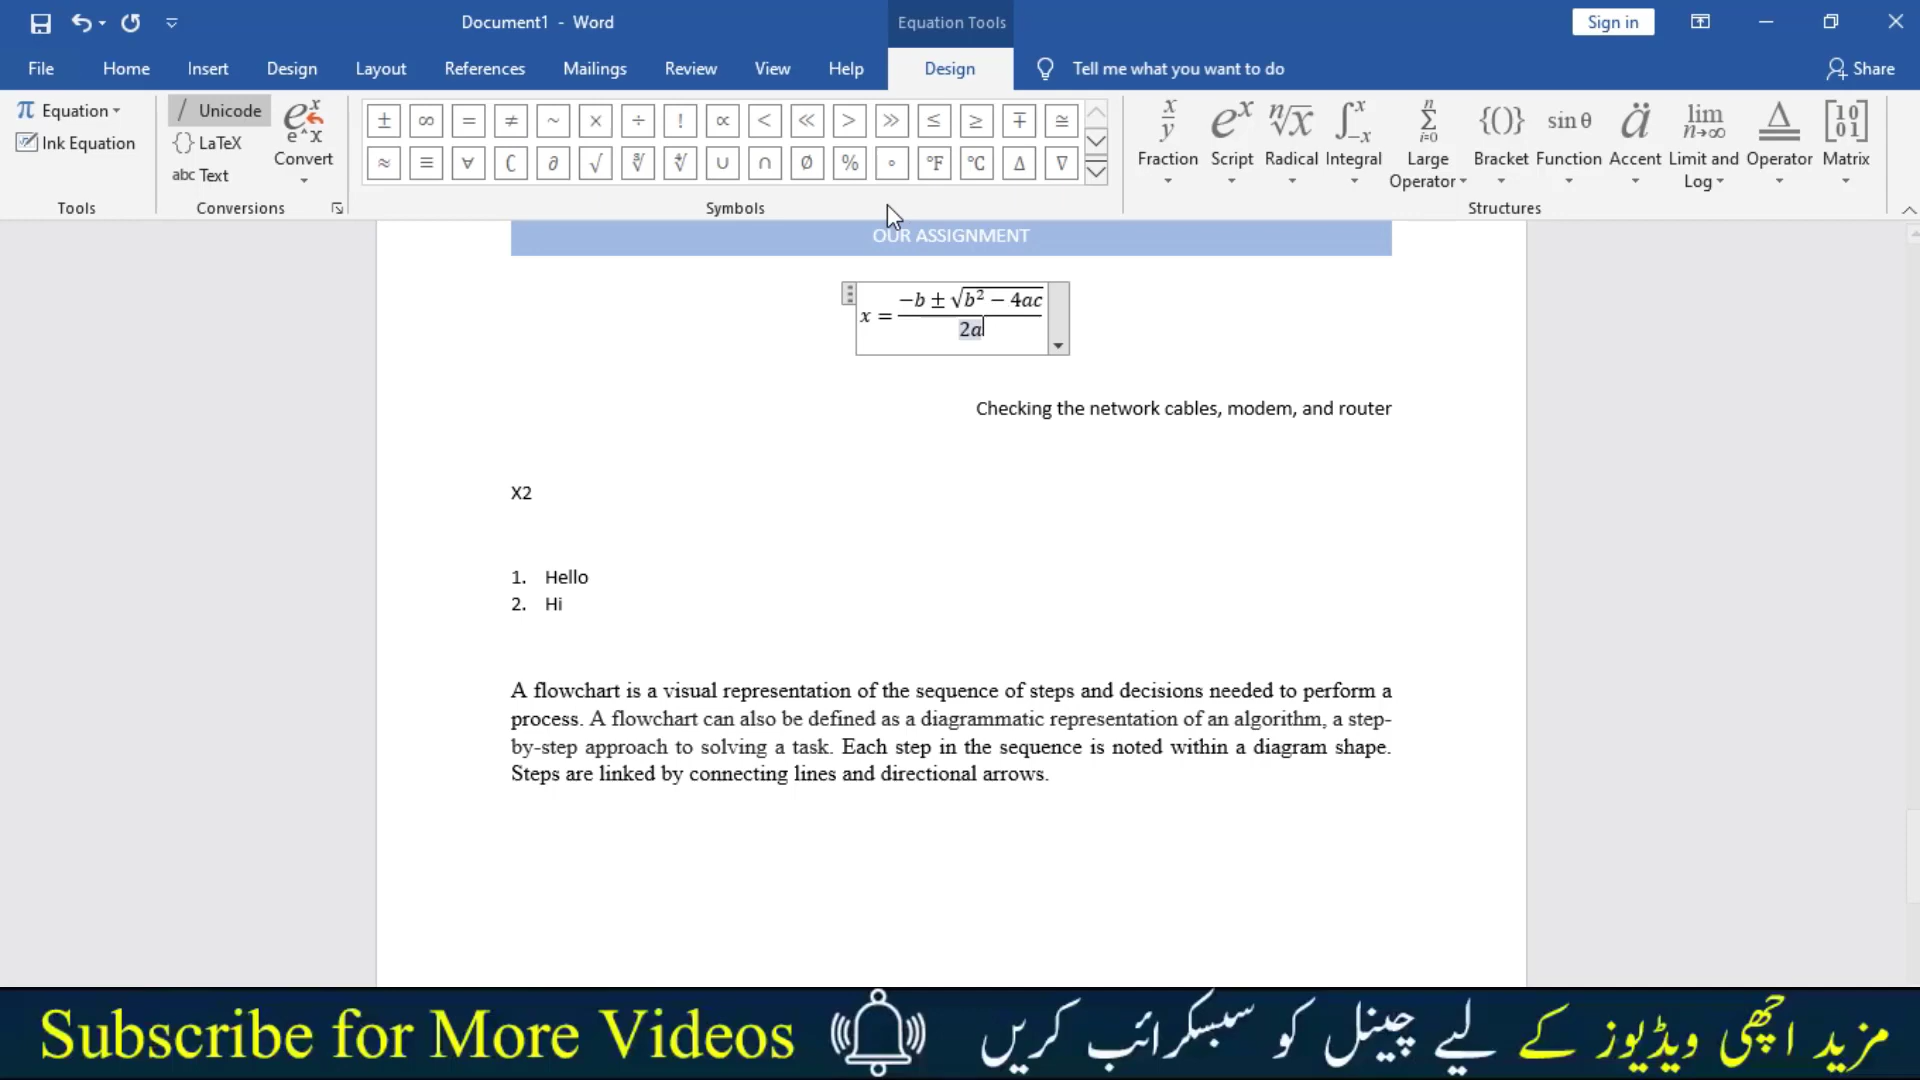 Document1 - Word
Equation Tools
Sign in
File Home Insert Design Layout References Mailings Review View Help Design Tell me what you want to do Share
π Equation
Ink Equation
Tools
/ Unicode
{} LaTeX
abc Text
Convert
Conversions
± ∞ = ≠ ~ × ÷ ! ∝ < ≪ > ≫ ≤ ≥ ∓ ≅
≈ ≡ ∀ ∁ ∂ √ ∛ ∜ ∪ ∩ ∅ % ° °F °C ∆ ∇
Symbols
Fraction Script Radical Integral Large Operator Bracket Function Accent Limit and Log Operator Matrix
Structures
OUR ASSIGNMENT
x = (−b ± √(b² − 4ac)) / 2a
Checking the network cables, modem, and router
X2
1. Hello
2. Hi
A flowchart is a visual representation of the sequence of steps and decisions needed to perform a
process. A flowchart can also be defined as a diagrammatic representation of an algorithm, a step-
by-step approach to solving a task. Each step in the sequence is noted within a diagram shape.
Steps are linked by connecting lines and directional arrows.
Subscribe for More Videos
مزید اچھی ویڈیوز کے لیے چینل کو سبسکرائب کریں